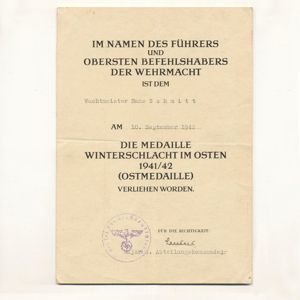 IM NAMEN DES FÜHRERS
UND
OBERSTEN BEFEHLSHABERS
DER WEHRMACHT
IST DEM
Wachtmeister Hans Schmitt
AM 10. September 1942
DIE MEDAILLE
WINTERSCHLACHT IM OSTEN
1941/42
(OSTMEDAILLE)
VERLIEHEN WORDEN.
FÜR DIE RICHTIGKEIT:
Major u. Abteilungskommandeur